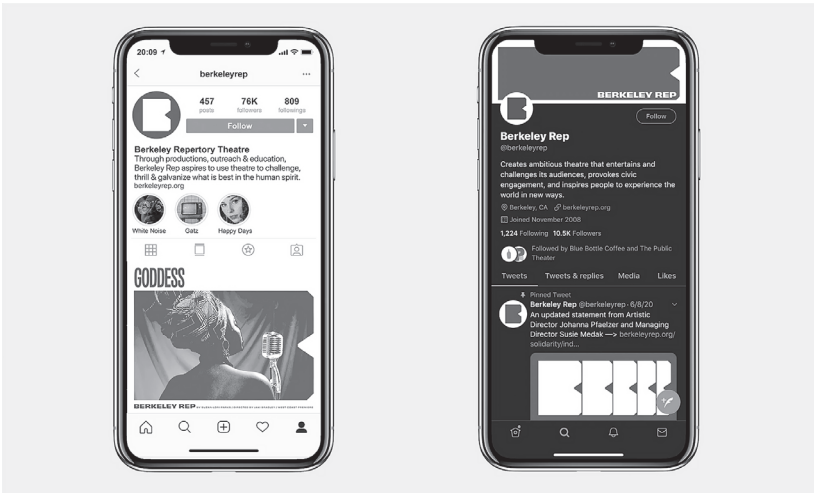 20:09
berkeleyrep
457 76K 809
posts followers followings
Follow
Berkeley Repertory Theatre
Through productions, outreach & education,
Berkeley Rep aspires to use theatre to challenge,
thrill & galvanize what is best in the human spirit.
berkeleyrep.org
White Noise Gatz Happy Days
GODDESS
BERKELEY REP
BERKELEY REP
Follow
Berkeley Rep
@berkeleyrep
Creates ambitious theatre that entertains and
challenges its audiences, provokes civic
engagement, and inspires people to experience the
world in new ways.
Berkeley, CA berkeleyrep.org
Joined November 2008
1,224 Following 10.5K Followers
Followed by Blue Bottle Coffee and The Public
Theater
Tweets Tweets & replies Media Likes
Pinned Tweet
Berkeley Rep @berkeleyrep · 6/8/20
An updated statement from Artistic
Director Johanna Pfaelzer and Managing
Director Susie Medak —> berkeleyrep.org/
solidarity/ind...